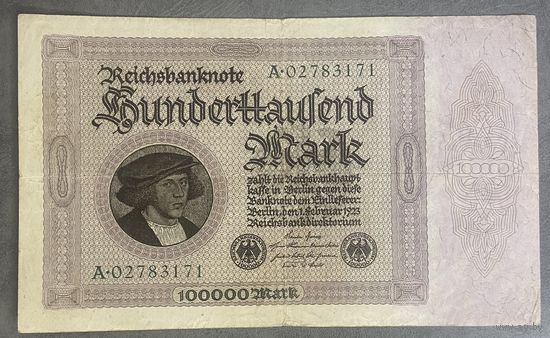 Reichsbanknote A·02783171
Hunderttausend
Mark
zahlt die Reichsbankhaupt
kasse in Berlin gegen diese
Banknote dem Einlieferer.
Berlin, den 1. Februar 1923
Reichsbankdirektorium
100000
A·02783171
100000 Mark